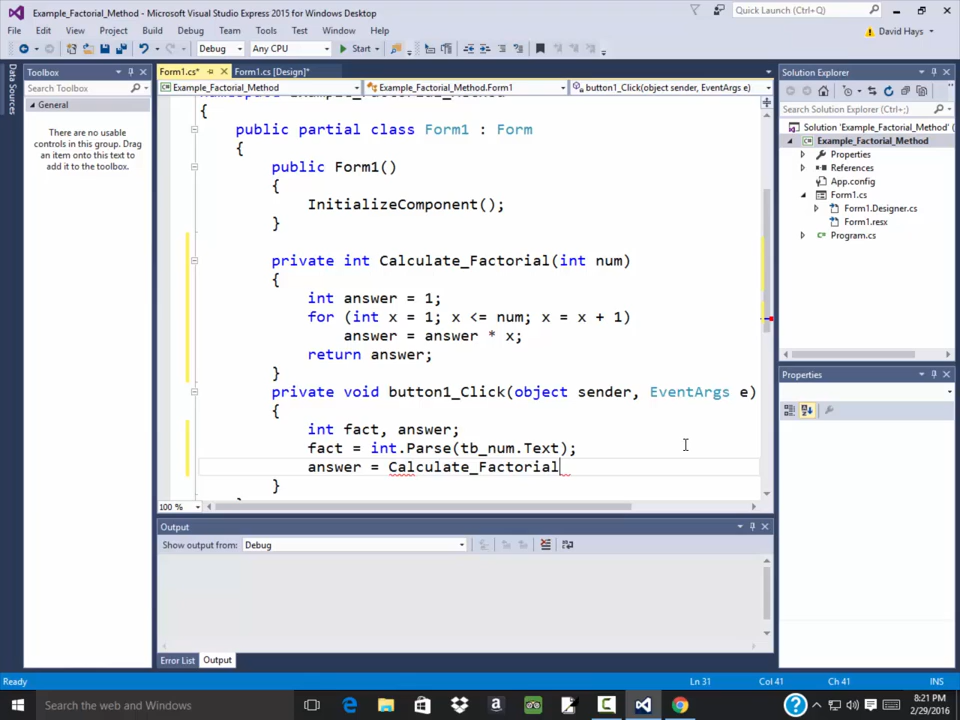 Example_Factorial_Method - Microsoft Visual Studio Express 2015 for Windows Desktop
Quick Launch (Ctrl+Q)
File Edit View Project Build Debug Team Tools Test Window Help
David Hays
Debug Any CPU Start
Data Sources
Toolbox
Search Toolbox
General
There are no usable
controls in this group. Drag
an item onto this text to
add it to the toolbox.
Form1.cs* Form1.cs [Design]*
Example_Factorial_Method Example_Factorial_Method.Form1 button1_Click(object sender, EventArgs e)
{
public partial class Form1 : Form
{
public Form1()
{
InitializeComponent();
}
private int Calculate_Factorial(int num)
{
int answer = 1;
for (int x = 1; x <= num; x = x + 1)
answer = answer * x;
return answer;
}
private void button1_Click(object sender, EventArgs e)
{
int fact, answer;
fact = int.Parse(tb_num.Text);
answer = Calculate_Factorial
}
100 %
Output
Show output from: Debug
Error List Output
Solution Explorer
Search Solution Explorer (Ctrl+;)
Solution 'Example_Factorial_Method' (
Example_Factorial_Method
Properties
References
App.config
Form1.cs
Form1.Designer.cs
Form1.resx
Program.cs
Properties
Ready Ln 31 Col 41 Ch 41 INS
Search the web and Windows
8:21 PM
2/29/2016